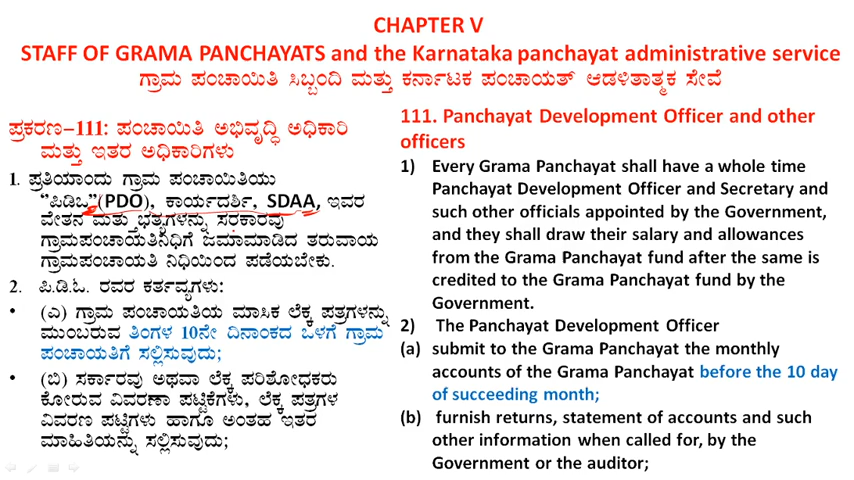 CHAPTER V
STAFF OF GRAMA PANCHAYATS and the Karnataka panchayat administrative service
ಗ್ರಾಮ ಪಂಚಾಯಿತಿ ಸಿಬ್ಬಂದಿ ಮತ್ತು ಕರ್ನಾಟಕ ಪಂಚಾಯತ್ ಆಡಳಿತಾತ್ಮಕ ಸೇವೆ
ಪ್ರಕರಣ-111: ಪಂಚಾಯಿತಿ ಅಭಿವೃದ್ಧಿ ಅಧಿಕಾರಿ
ಮತ್ತು ಇತರ ಅಧಿಕಾರಿಗಳು
1. ಪ್ರತಿಯಾಂದು ಗ್ರಾಮ ಪಂಚಾಯಿತಿಯು
"ಪಿಡಿಒ"(PDO), ಕಾರ್ಯದರ್ಶಿ, SDAA, ಇವರ
ವೇತನ ಮತ್ತು ಭತ್ಯಗಳನ್ನು ಸರಕಾರವು
ಗ್ರಾಮಪಂಚಾಯತಿನಿಧಿಗೆ ಜಮಾಮಾಡಿದ ತರುವಾಯ
ಗ್ರಾಮಪಂಚಾಯತಿ ನಿಧಿಯಿಂದ ಪಡೆಯಬೇಕು.
2. ಪಿ.ಡಿ.ಓ. ರವರ ಕರ್ತವ್ಯಗಳು:
• (ಎ) ಗ್ರಾಮ ಪಂಚಾಯತಿಯ ಮಾಸಿಕ ಲೆಕ್ಕ ಪತ್ರಗಳನ್ನು
ಮುಂಬರುವ ತಿಂಗಳ 10ನೇ ದಿನಾಂಕದ ಒಳಗೆ ಗ್ರಾಮ
ಪಂಚಾಯತಿಗೆ ಸಲ್ಲಿಸುವುದು;
• (ಬಿ) ಸರ್ಕಾರವು ಅಥವಾ ಲೆಕ್ಕ ಪರಿಶೋಧಕರು
ಕೋರುವ ವಿವರಣಾ ಪಟ್ಟಿಕೆಗಳು, ಲೆಕ್ಕ ಪತ್ರಗಳ
ವಿವರಣ ಪಟ್ಟಿಗಳು ಹಾಗೂ ಅಂತಹ ಇತರ
ಮಾಹಿತಿಯನ್ನು ಸಲ್ಲಿಸುವುದು;
111. Panchayat Development Officer and other
officers
1) Every Grama Panchayat shall have a whole time
Panchayat Development Officer and Secretary and
such other officials appointed by the Government,
and they shall draw their salary and allowances
from the Grama Panchayat fund after the same is
credited to the Grama Panchayat fund by the
Government.
2) The Panchayat Development Officer
(a) submit to the Grama Panchayat the monthly
accounts of the Grama Panchayat before the 10 day
of succeeding month;
(b) furnish returns, statement of accounts and such
other information when called for, by the
Government or the auditor;